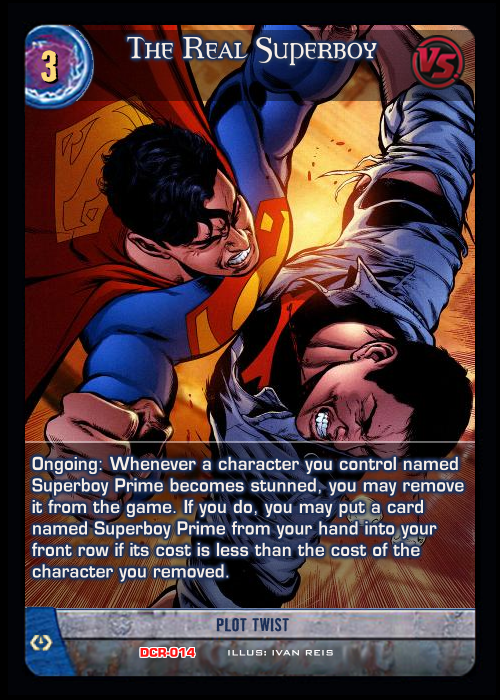 3
The Real Superboy
VS
Ongoing: Whenever a character you control named
Superboy Prime becomes stunned, you may remove
it from the game. If you do, you may put a card
named Superboy Prime from your hand into your
front row if its cost is less than the cost of the
character you removed.
PLOT TWIST
DCR-014
ILLUS: IVAN REIS